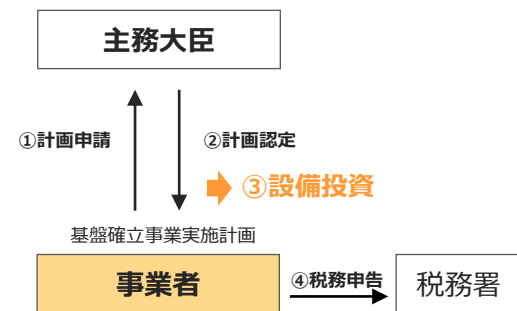 主務大臣
①計画申請
②計画認定
③設備投資
基盤確立事業実施計画
事業者
④税務申告
税務署